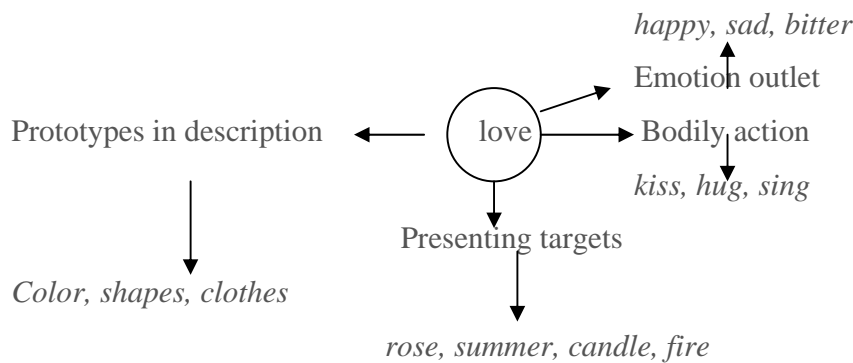 happy, sad, bitter
Emotion outlet
Prototypes in description
love
Bodily action
kiss, hug, sing
Presenting targets
Color, shapes, clothes
rose, summer, candle, fire